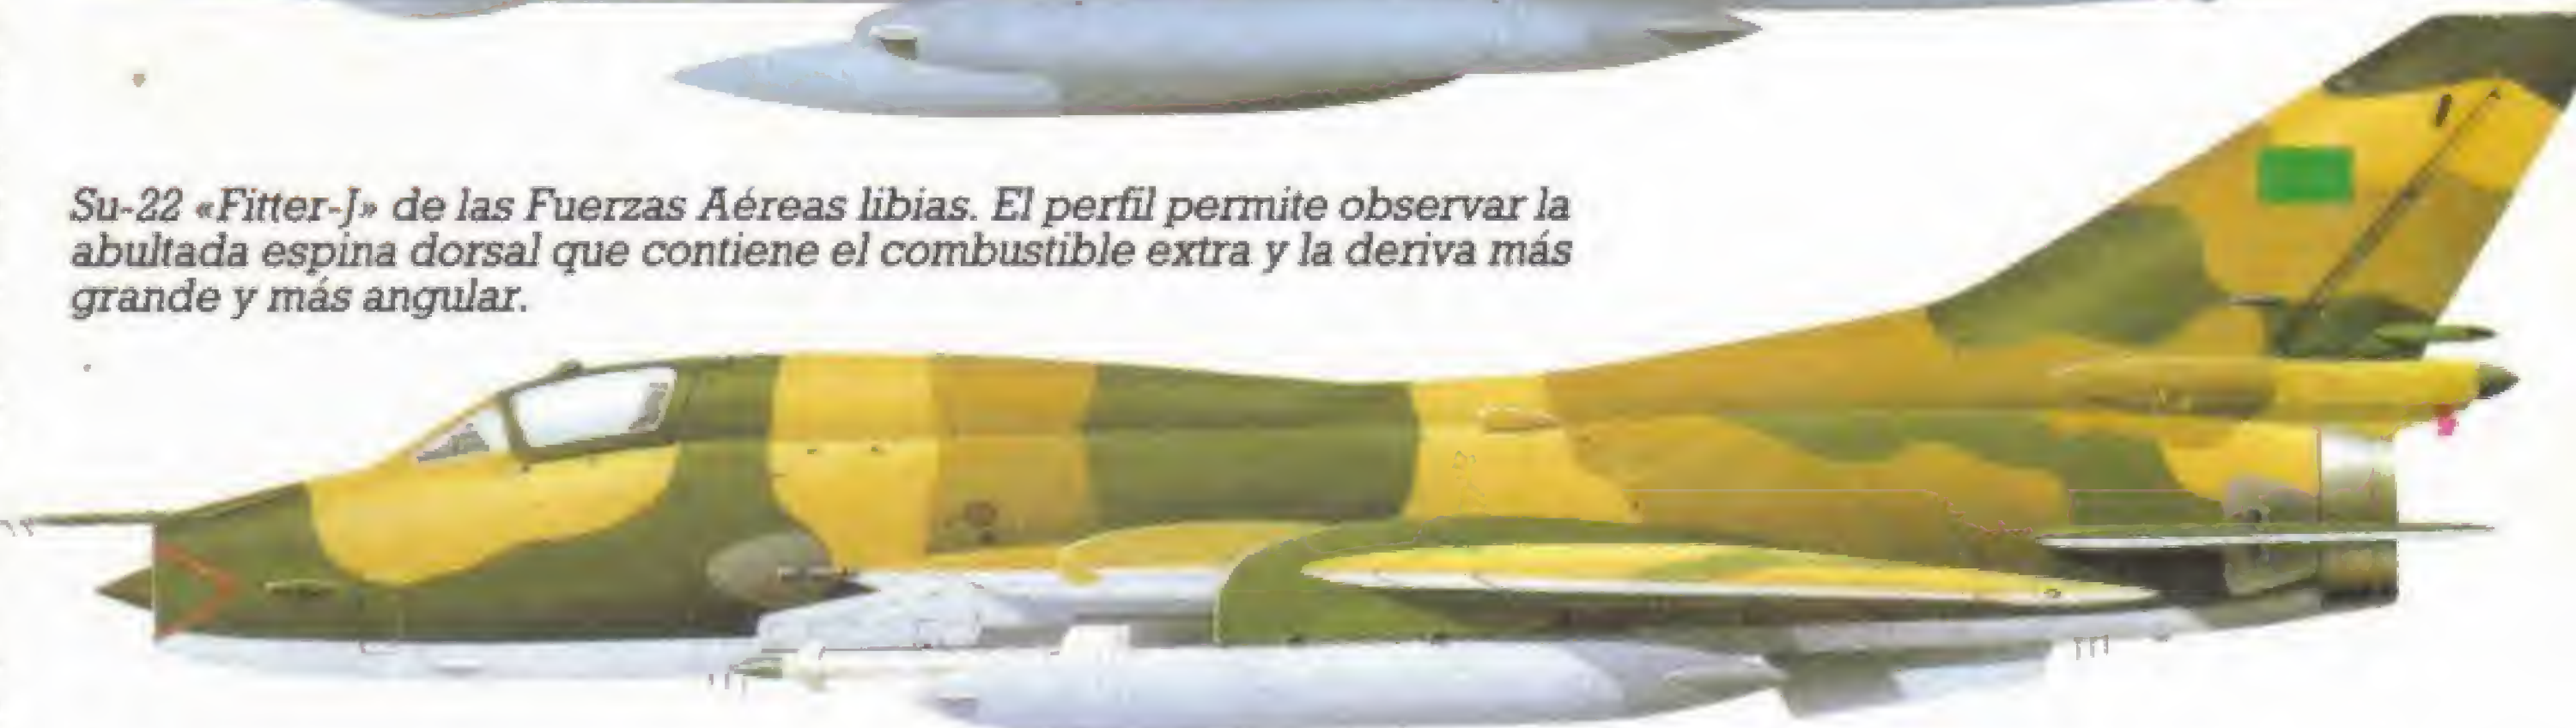 Su-22 «Fitter-J» de las Fuerzas Aéreas libias. El perfil permite observar la
abultada espina dorsal que contiene el combustible extra y la deriva más
grande y más angular.